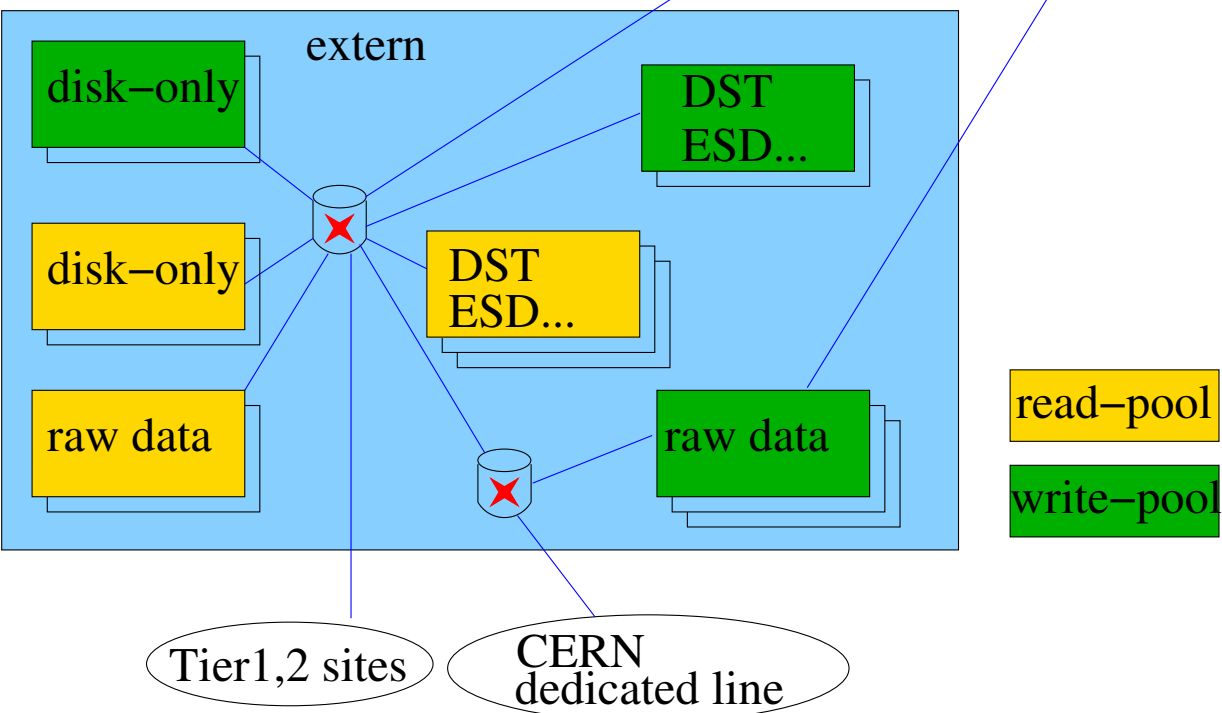 extern
disk−only
DST
ESD...
disk−only
DST
ESD...
raw data
raw data
read−pool
write−pool
Tier1,2 sites
CERN
dedicated line